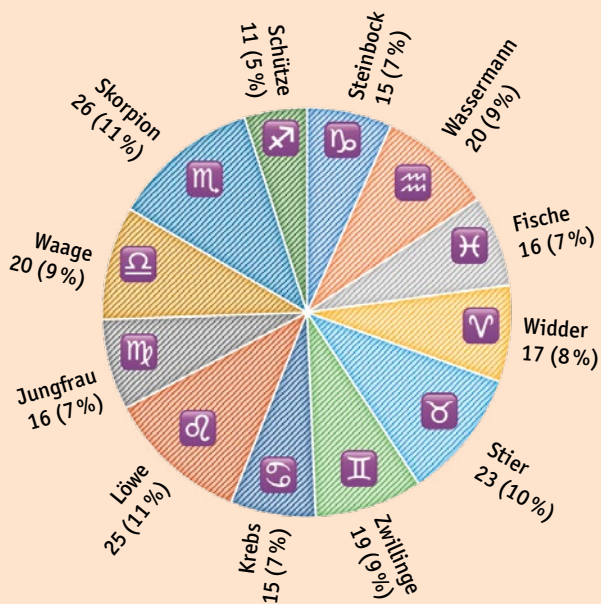 Steinbock
15 (7%)
Wassermann
20 (9%)
Fische
16 (7%)
Widder
17 (8%)
Stier
23 (10%)
Zwillinge
19 (9%)
Krebs
15 (7%)
Löwe
25 (11%)
Jungfrau
16 (7%)
Waage
20 (9%)
Skorpion
26 (11%)
Schütze
11 (5%)